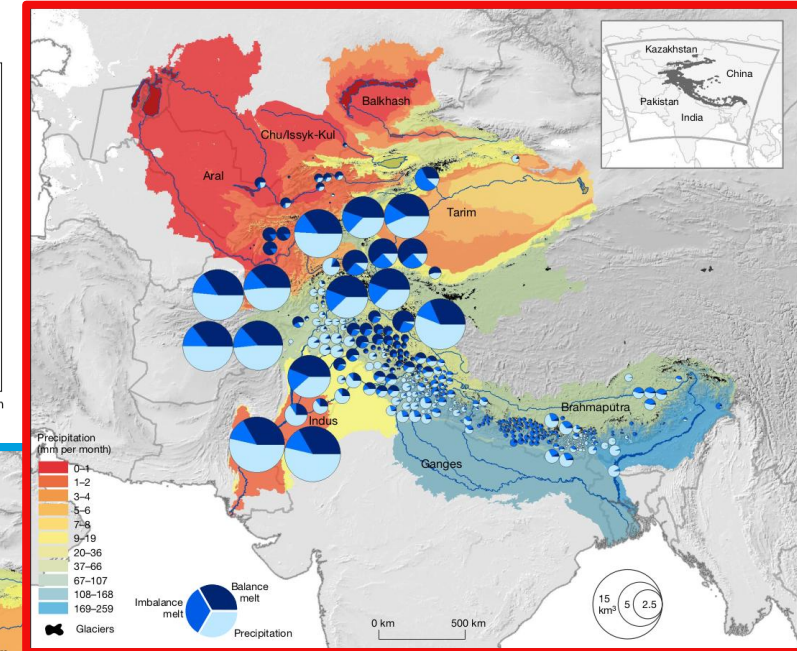 Kazakhstan
China
Pakistan
India
Balkhash
Chu/Issyk-Kul
Aral
Tarim
Indus
Brahmaputra
Ganges
n
Precipitation
(mm per month)
0–1
1–2
3–4
5–6
7–8
9–19
20–36
37–66
67–107
108–168
169–259
Glaciers
Balance
melt
Imbalance
melt
Precipitation
0 km 500 km
15
km³ 5 2.5